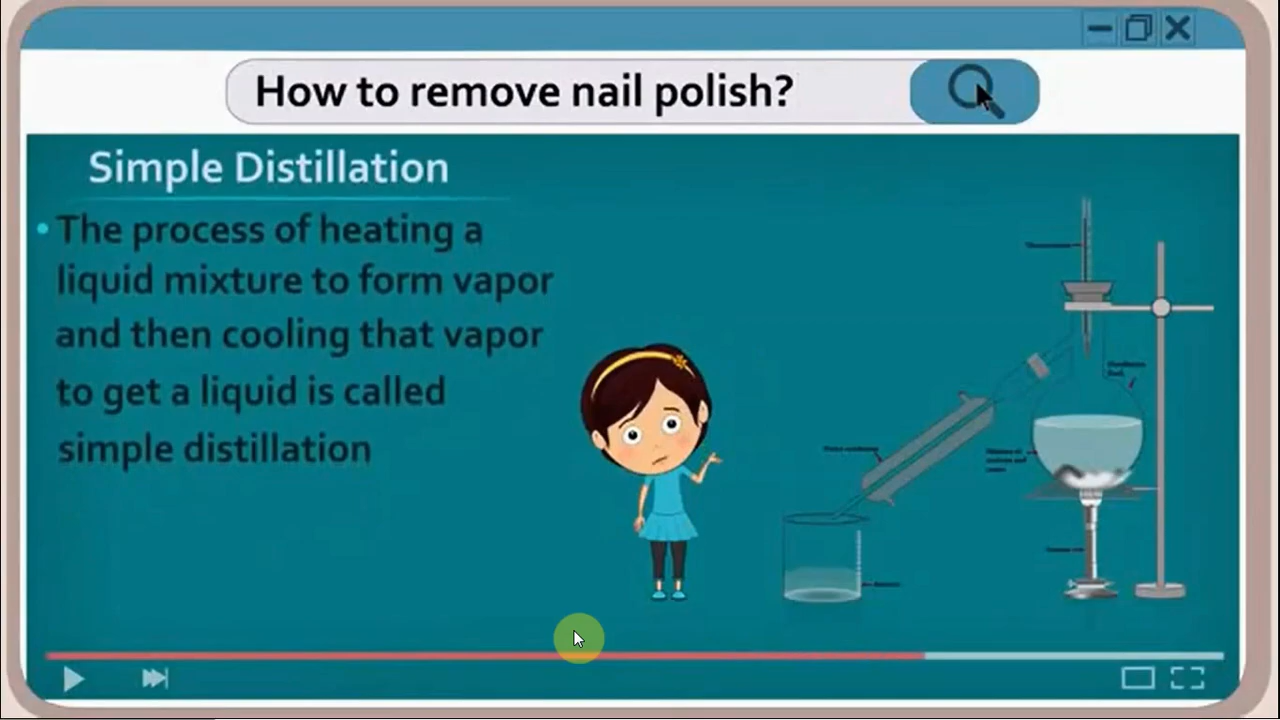 How to remove nail polish?
Simple Distillation
• The process of heating a
liquid mixture to form vapor
and then cooling that vapor
to get a liquid is called
simple distillation